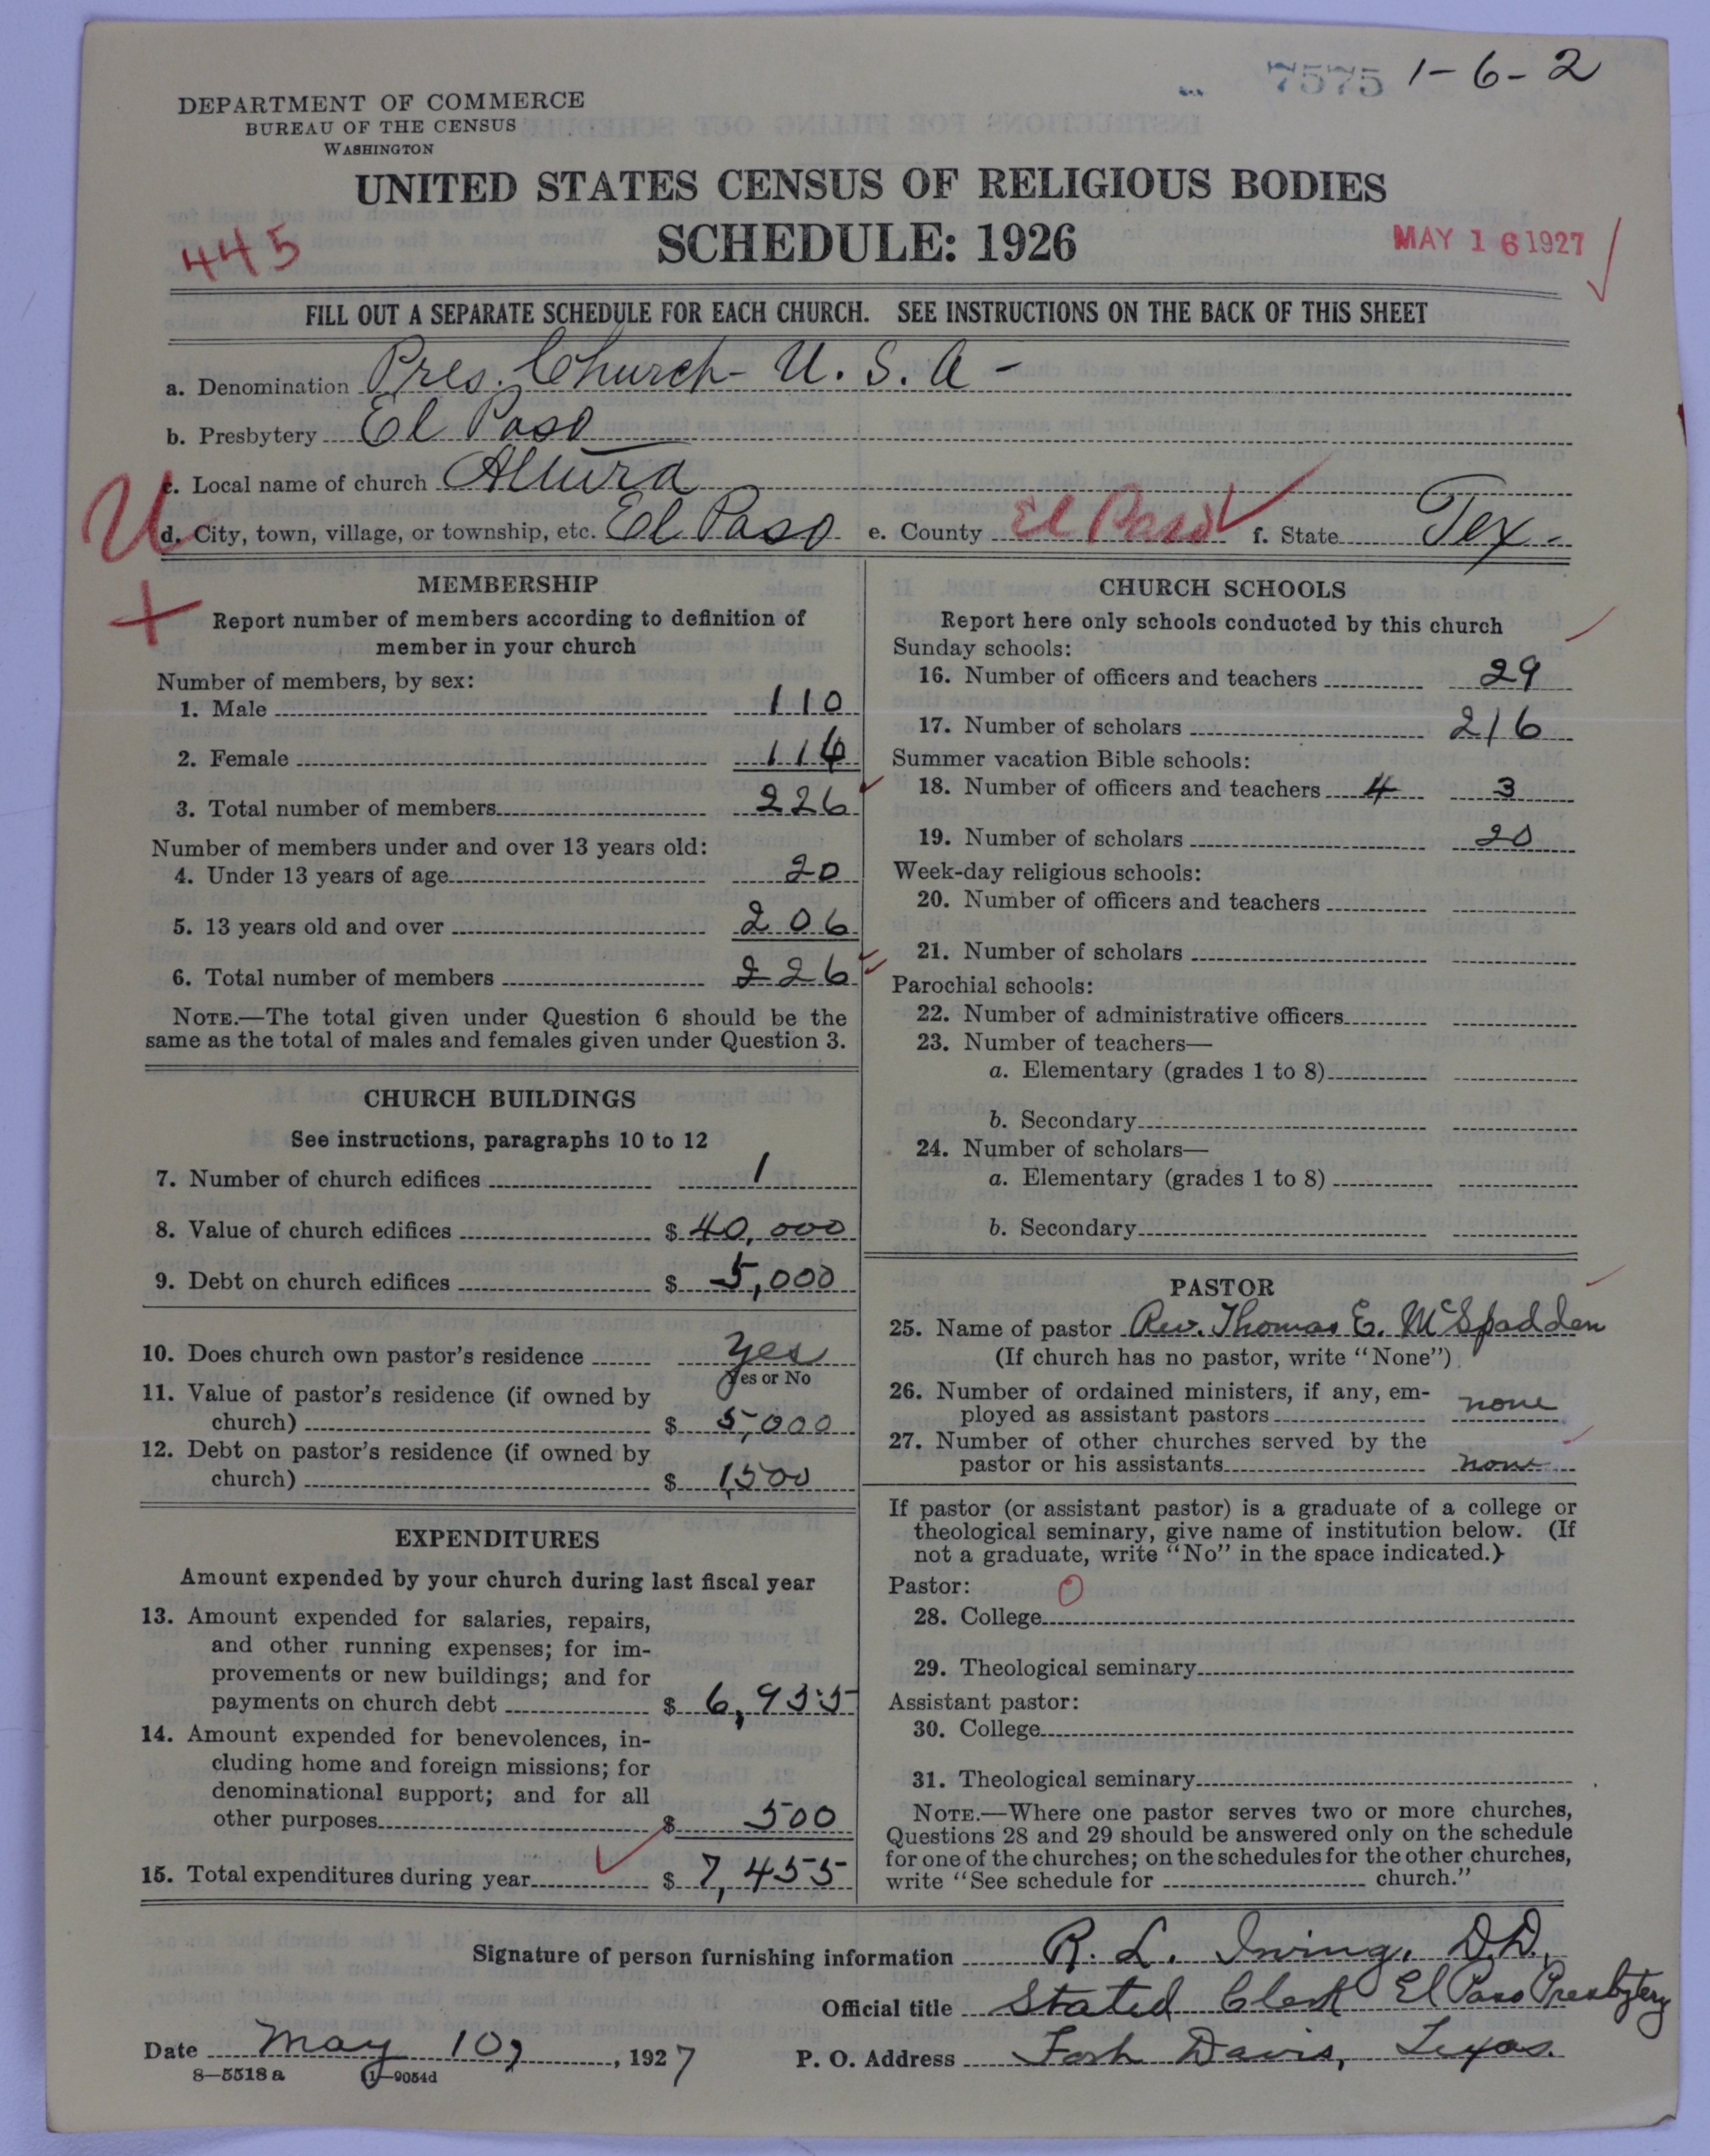 7575 1-6-2
DEPARTMENT OF COMMERCE
BUREAU OF THE CENSUS
WASHINGTON
UNITED STATES CENSUS OF RELIGIOUS BODIES
SCHEDULE: 1926
445
MAY 16 1927
FILL OUT A SEPARATE SCHEDULE FOR EACH CHURCH. SEE INSTRUCTIONS ON THE BACK OF THIS SHEET
a. Denomination Pres. Church - U. S. A -
b. Presbytery El Paso
c. Local name of church Altura
U
d. City, town, village, or township, etc. El Paso e. County El Paso f. State Tex.
MEMBERSHIP
Report number of members according to definition of
member in your church
Number of members, by sex:
1. Male 110
2. Female 116
3. Total number of members 226
Number of members under and over 13 years old:
4. Under 13 years of age 20
5. 13 years old and over 206
6. Total number of members 226
NOTE.—The total given under Question 6 should be the
same as the total of males and females given under Question 3.
CHURCH BUILDINGS
See instructions, paragraphs 10 to 12
7. Number of church edifices 1
8. Value of church edifices $ 40,000
9. Debt on church edifices $ 5,000
10. Does church own pastor's residence yes
Yes or No
11. Value of pastor's residence (if owned by
church) $ 5,000
12. Debt on pastor's residence (if owned by
church) $ 1,500
EXPENDITURES
Amount expended by your church during last fiscal year
13. Amount expended for salaries, repairs,
and other running expenses; for im-
provements or new buildings; and for
payments on church debt $ 6,955
14. Amount expended for benevolences, in-
cluding home and foreign missions; for
denominational support; and for all
other purposes $ 500
15. Total expenditures during year $ 7,455
CHURCH SCHOOLS
Report here only schools conducted by this church
Sunday schools:
16. Number of officers and teachers 29
17. Number of scholars 216
Summer vacation Bible schools:
18. Number of officers and teachers 4 3
19. Number of scholars 20
Week-day religious schools:
20. Number of officers and teachers
21. Number of scholars
Parochial schools:
22. Number of administrative officers
23. Number of teachers—
a. Elementary (grades 1 to 8)
b. Secondary
24. Number of scholars—
a. Elementary (grades 1 to 8)
b. Secondary
PASTOR
25. Name of pastor Rev. Thomas E. McSpadden
(If church has no pastor, write "None")
26. Number of ordained ministers, if any, em-
ployed as assistant pastors none
27. Number of other churches served by the
pastor or his assistants none
If pastor (or assistant pastor) is a graduate of a college or
theological seminary, give name of institution below. (If
not a graduate, write "No" in the space indicated.)
Pastor: O
28. College
29. Theological seminary
Assistant pastor:
30. College
31. Theological seminary
NOTE.—Where one pastor serves two or more churches,
Questions 28 and 29 should be answered only on the schedule
for one of the churches; on the schedules for the other churches,
write "See schedule for church."
Signature of person furnishing information R. L. Irving, D.D.
Official title Stated Clerk El Paso Presbytery
Date May 10, 1927 P. O. Address Fort Davis, Texas.
8—5518 a 1—9054d